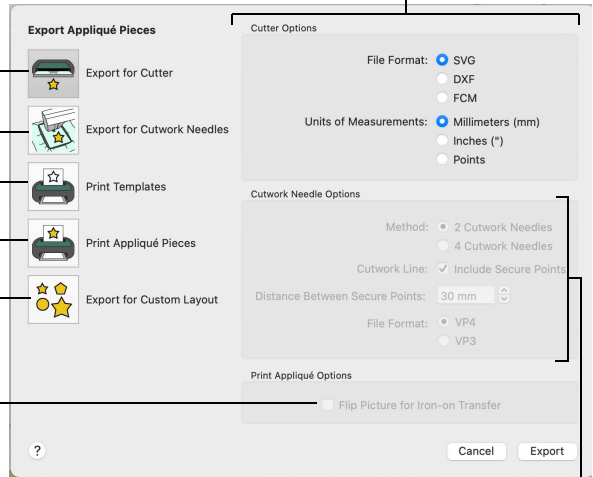 Export Appliqué Pieces
Export for Cutter
Export for Cutwork Needles
Print Templates
Print Appliqué Pieces
Export for Custom Layout
Cutter Options
File Format: SVG
DXF
FCM
Units of Measurements: Millimeters (mm)
Inches (")
Points
Cutwork Needle Options
Method: 2 Cutwork Needles
4 Cutwork Needles
Cutwork Line: Include Secure Points
Distance Between Secure Points: 30 mm
File Format: VP4
VP3
Print Appliqué Options
Flip Picture for Iron-on Transfer
?
Cancel Export